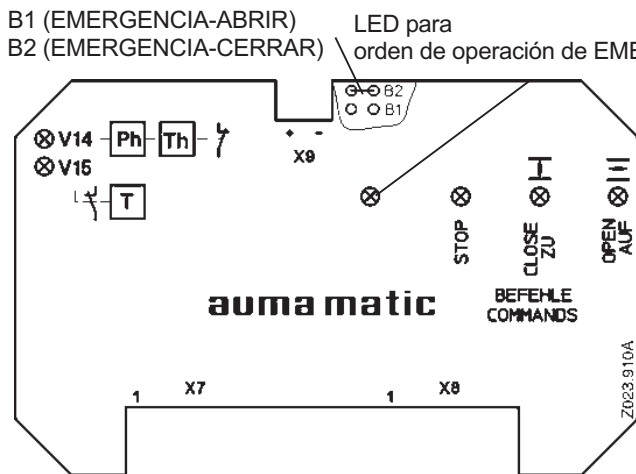 B1 (EMERGENCIA-ABRIR)
B2 (EMERGENCIA-CERRAR)
LED para
orden de operación de EME
B2
B1
V14 Ph Th
V15
T
+ -
X9
STOP
CLOSE
ZU
OPEN
AUF
BEFEHLE
COMMANDS
auma matic
Z023.910A
1 X7 1 X8